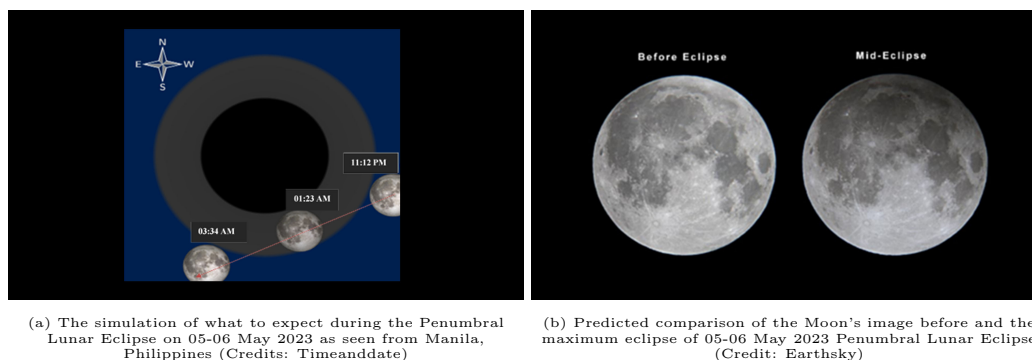 N
E W
S
11:12 PM
01:23 AM
03:34 AM
Before Eclipse Mid-Eclipse
(a) The simulation of what to expect during the Penumbral
Lunar Eclipse on 05-06 May 2023 as seen from Manila,
Philippines (Credits: Timeanddate)
(b) Predicted comparison of the Moon's image before and the
maximum eclipse of 05-06 May 2023 Penumbral Lunar Eclipse
(Credit: Earthsky)